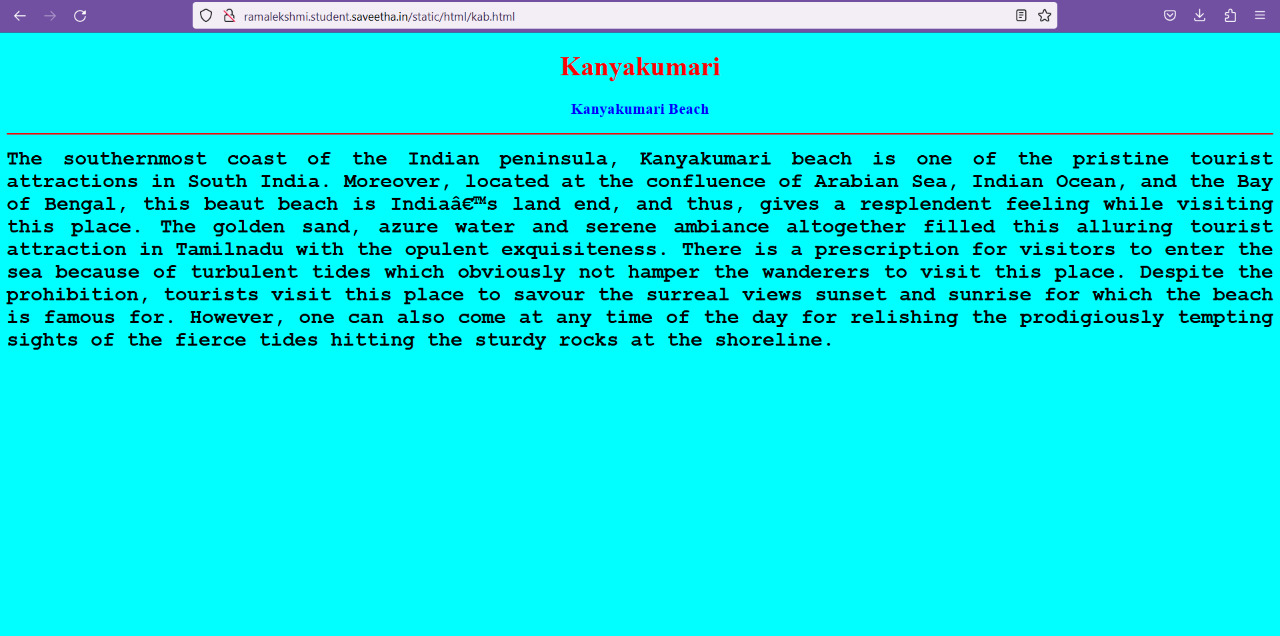 ramalekshmi.student.saveetha.in/static/html/kab.html
Kanyakumari
Kanyakumari Beach
The southernmost coast of the Indian peninsula, Kanyakumari beach is one of the pristine tourist
attractions in South India. Moreover, located at the confluence of Arabian Sea, Indian Ocean, and the Bay
of Bengal, this beaut beach is Indiaâ€™s land end, and thus, gives a resplendent feeling while visiting
this place. The golden sand, azure water and serene ambiance altogether filled this alluring tourist
attraction in Tamilnadu with the opulent exquisiteness. There is a prescription for visitors to enter the
sea because of turbulent tides which obviously not hamper the wanderers to visit this place. Despite the
prohibition, tourists visit this place to savour the surreal views sunset and sunrise for which the beach
is famous for. However, one can also come at any time of the day for relishing the prodigiously tempting
sights of the fierce tides hitting the sturdy rocks at the shoreline.